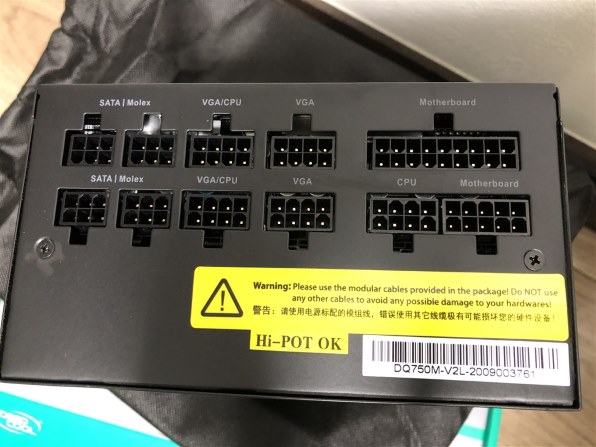 SATA | Molex VGA/CPU VGA Motherboard
SATA | Molex VGA/CPU VGA CPU Motherboard
Warning: Please use the modular cables provided in the package! Do NOT use
any other cables to avoid any possible damage to your hardwares!
警告：请使用电源标配的模组线，错误使用其它线缆极有可能损坏您的硬件设备！
Hi-POT OK
DQ750M-V2L-2009003761